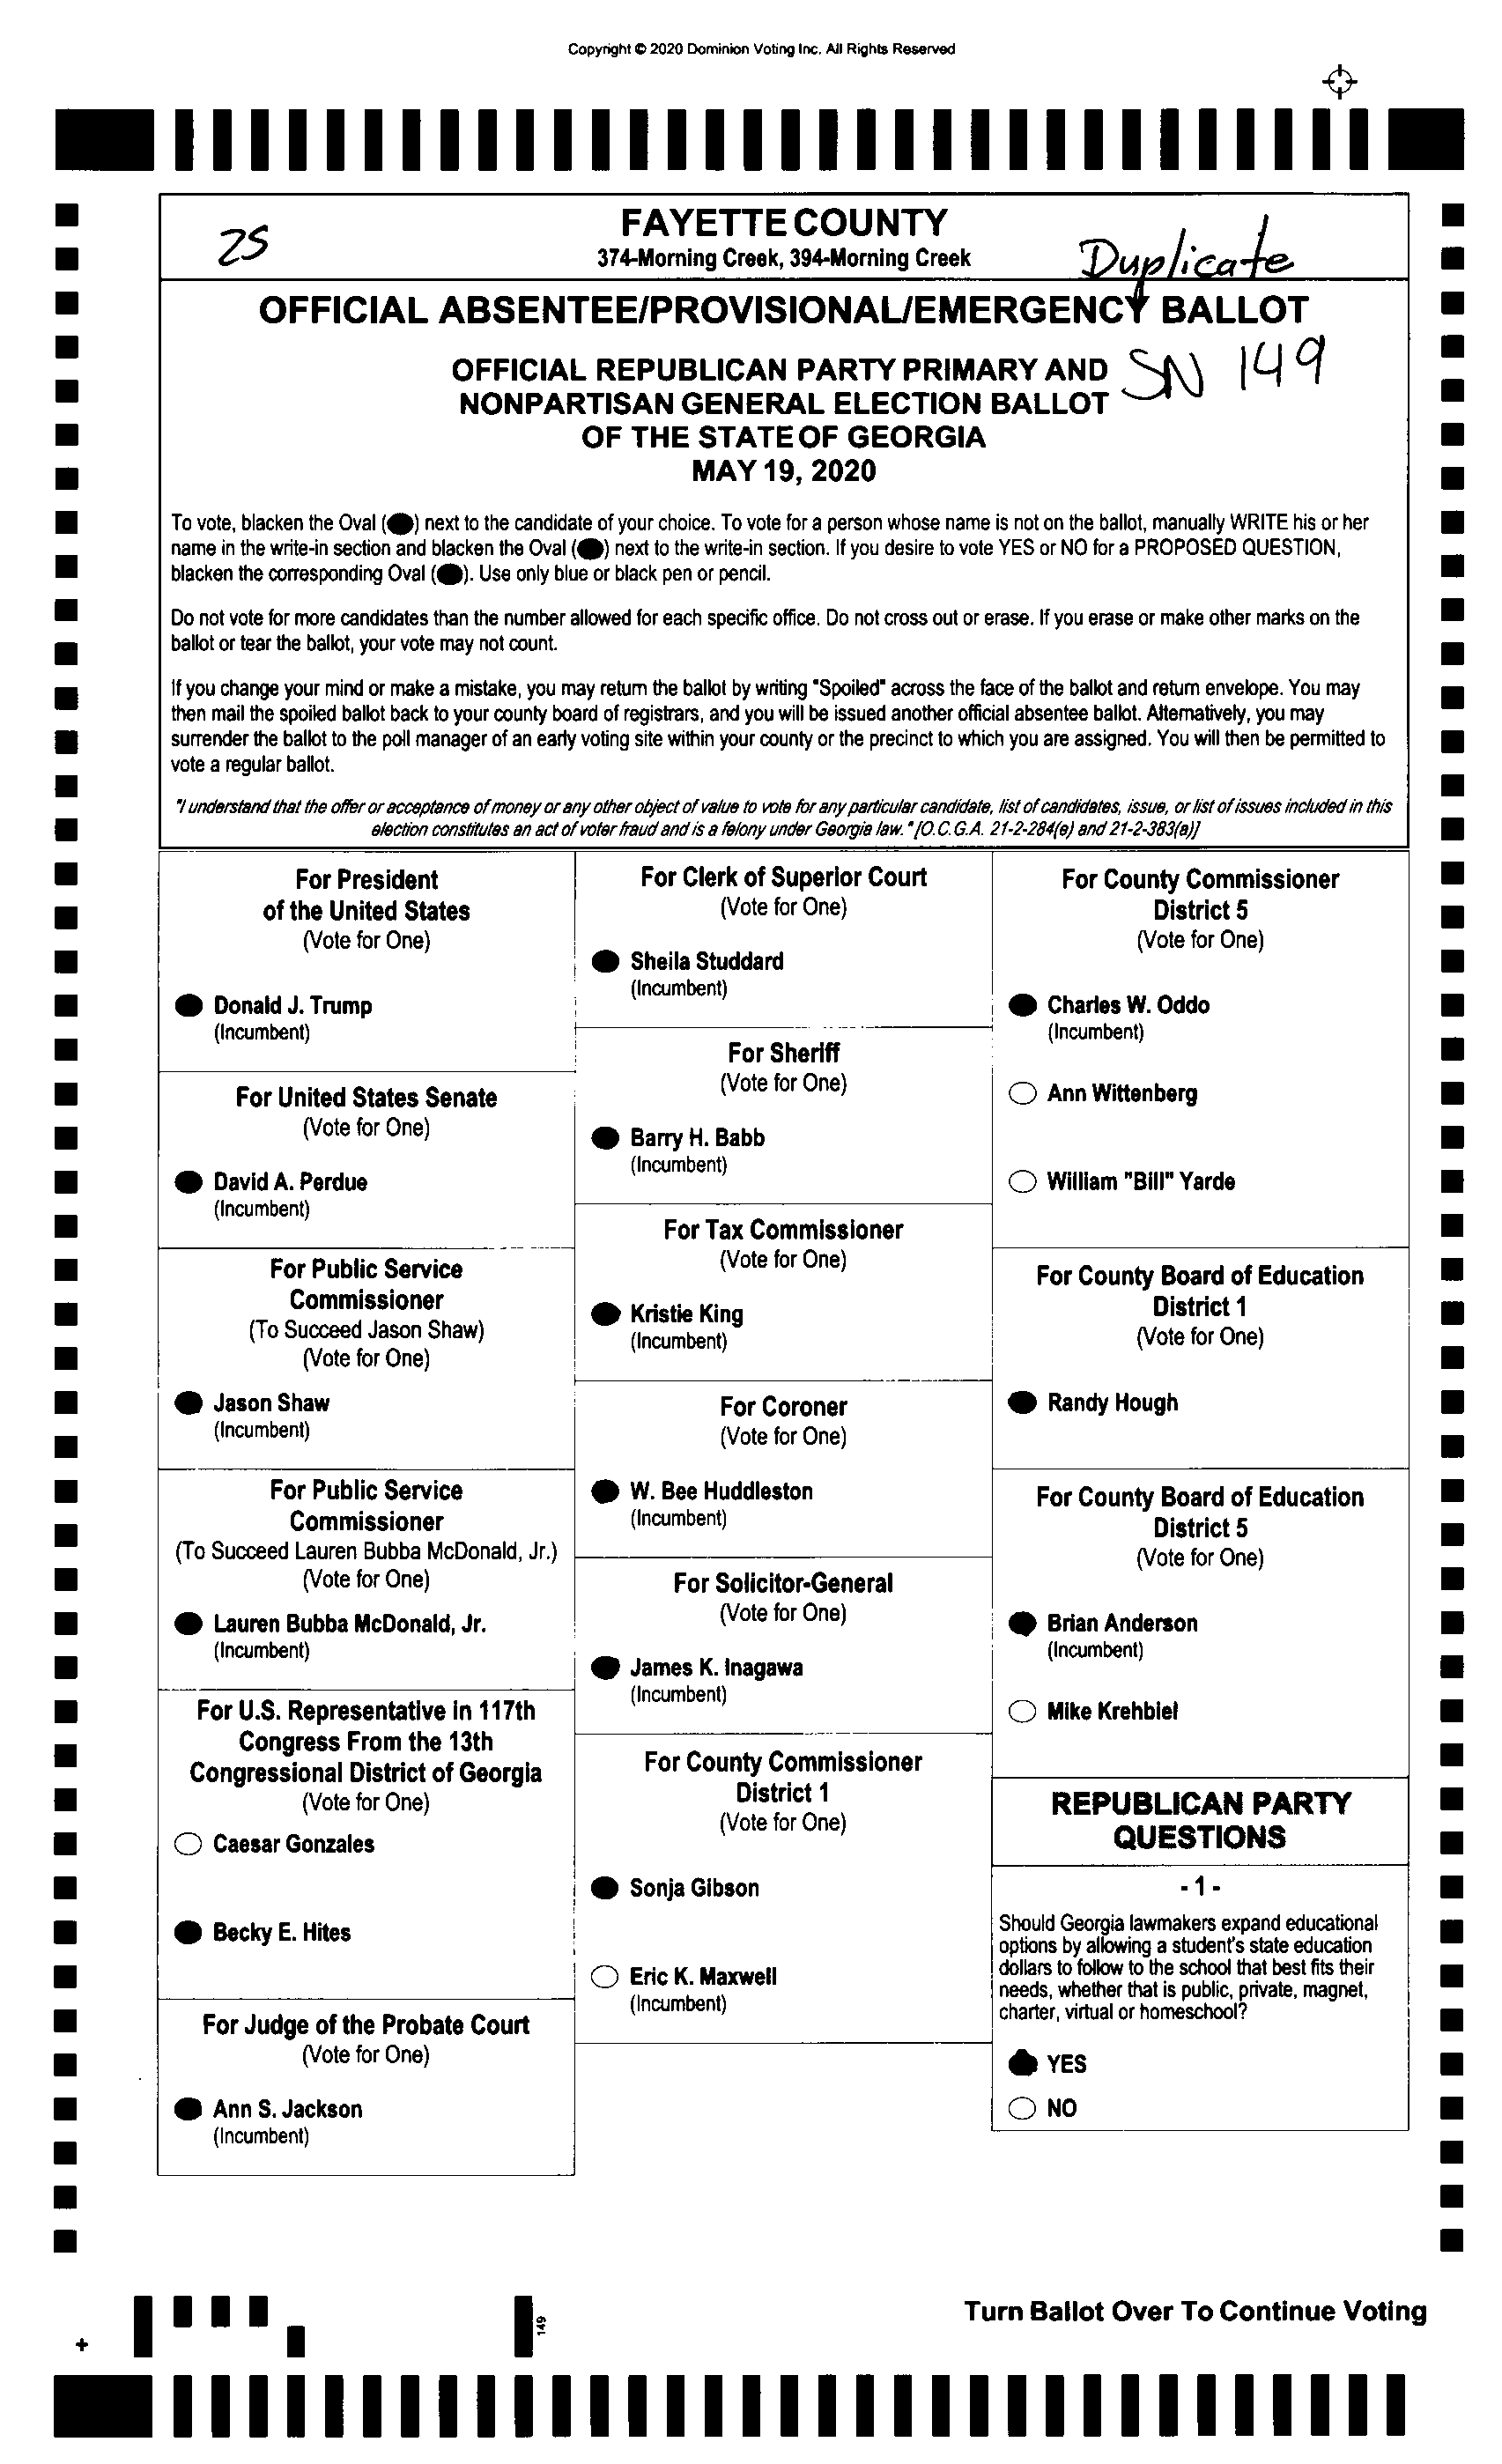 Copyright © 2020 Dominion Voting Inc. All Rights Reserved
25
FAYETTE COUNTY
374-Morning Creek, 394-Morning Creek
Duplicate
OFFICIAL ABSENTEE/PROVISIONAL/EMERGENCY BALLOT
OFFICIAL REPUBLICAN PARTY PRIMARY AND
NONPARTISAN GENERAL ELECTION BALLOT
OF THE STATE OF GEORGIA
MAY 19, 2020
SN 149
To vote, blacken the Oval ( ) next to the candidate of your choice. To vote for a person whose name is not on the ballot, manually WRITE his or her
name in the write-in section and blacken the Oval ( ) next to the write-in section. If you desire to vote YES or NO for a PROPOSED QUESTION,
blacken the corresponding Oval ( ). Use only blue or black pen or pencil.
Do not vote for more candidates than the number allowed for each specific office. Do not cross out or erase. If you erase or make other marks on the
ballot or tear the ballot, your vote may not count.
If you change your mind or make a mistake, you may return the ballot by writing "Spoiled" across the face of the ballot and return envelope. You may
then mail the spoiled ballot back to your county board of registrars, and you will be issued another official absentee ballot. Alternatively, you may
surrender the ballot to the poll manager of an early voting site within your county or the precinct to which you are assigned. You will then be permitted to
vote a regular ballot.
"I understand that the offer or acceptance of money or any other object of value to vote for any particular candidate, list of candidates, issue, or list of issues included in this
election constitutes an act of voter fraud and is a felony under Georgia law." [O.C.G.A. 21-2-284(e) and 21-2-383(a)]
For President
of the United States
(Vote for One)
Donald J. Trump
(Incumbent)
For United States Senate
(Vote for One)
David A. Perdue
(Incumbent)
For Public Service
Commissioner
(To Succeed Jason Shaw)
(Vote for One)
Jason Shaw
(Incumbent)
For Public Service
Commissioner
(To Succeed Lauren Bubba McDonald, Jr.)
(Vote for One)
Lauren Bubba McDonald, Jr.
(Incumbent)
For U.S. Representative in 117th
Congress From the 13th
Congressional District of Georgia
(Vote for One)
Caesar Gonzales
Becky E. Hites
For Judge of the Probate Court
(Vote for One)
Ann S. Jackson
(Incumbent)
For Clerk of Superior Court
(Vote for One)
Sheila Studdard
(Incumbent)
For Sheriff
(Vote for One)
Barry H. Babb
(Incumbent)
For Tax Commissioner
(Vote for One)
Kristie King
(Incumbent)
For Coroner
(Vote for One)
W. Bee Huddleston
(Incumbent)
For Solicitor-General
(Vote for One)
James K. Inagawa
(Incumbent)
For County Commissioner
District 1
(Vote for One)
Sonja Gibson
Eric K. Maxwell
(Incumbent)
For County Commissioner
District 5
(Vote for One)
Charles W. Oddo
(Incumbent)
Ann Wittenberg
William "Bill" Yarde
For County Board of Education
District 1
(Vote for One)
Randy Hough
For County Board of Education
District 5
(Vote for One)
Brian Anderson
(Incumbent)
Mike Krehbiel
REPUBLICAN PARTY
QUESTIONS
- 1 -
Should Georgia lawmakers expand educational
options by allowing a student's state education
dollars to follow to the school that best fits their
needs, whether that is public, private, magnet,
charter, virtual or homeschool?
YES
NO
149
Turn Ballot Over To Continue Voting